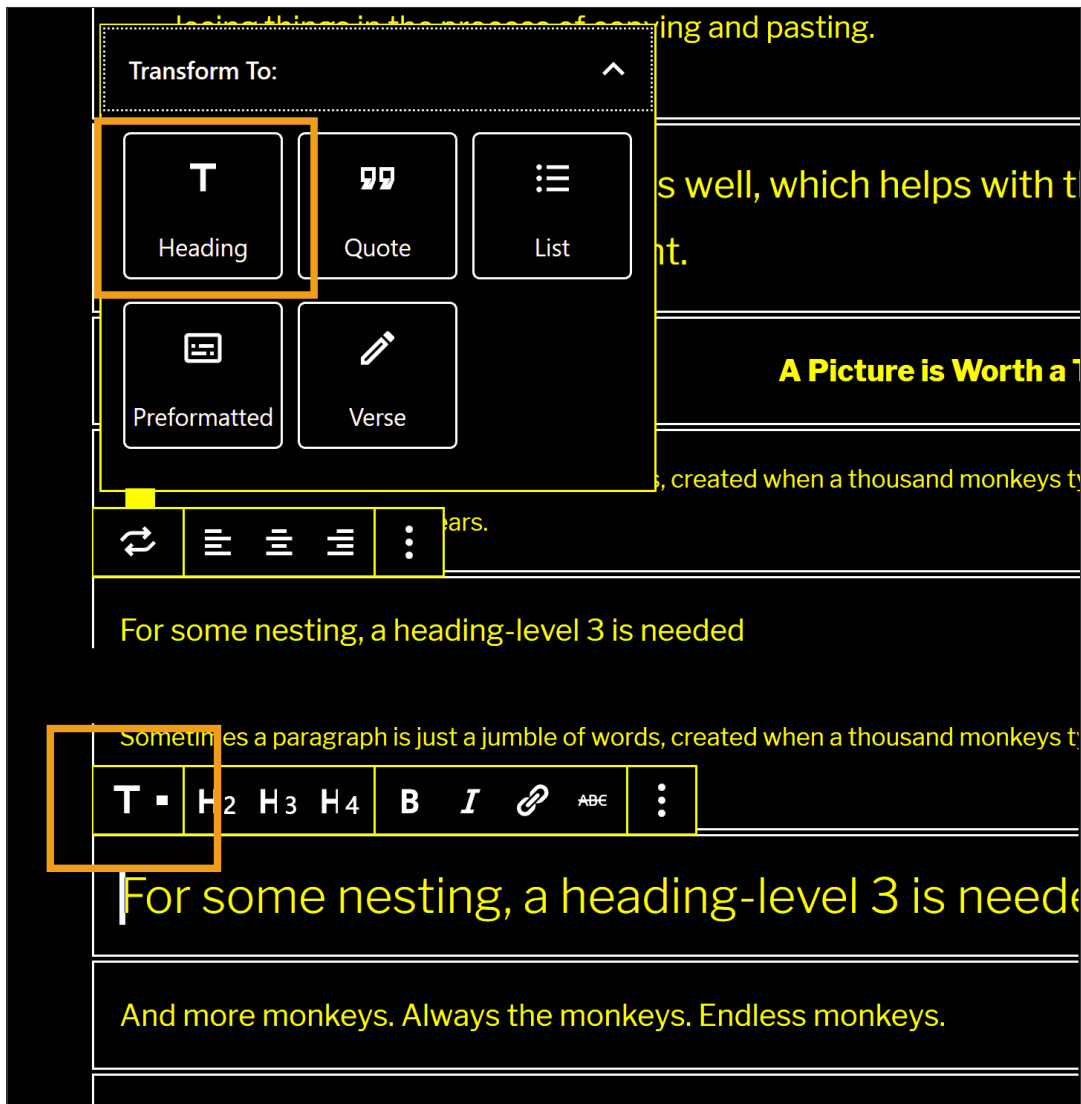 ing and pasting.
Transform To:
Heading
Quote
List
s well, which helps with
nt.
Preformatted
Verse
A Picture is Worth a
created when a thousand monkeys
ears.
For some nesting, a heading-level 3 is needed
Sometimes a paragraph is just a jumble of words, created when a thousand monkeys
T H2 H3 H4 B I ABC
For some nesting, a heading-level 3 is neede
And more monkeys. Always the monkeys. Endless monkeys.